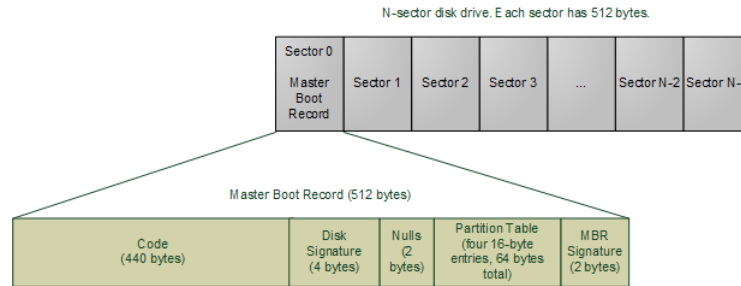 N-sector disk drive. Each sector has 512 bytes.
Sector 0
Master
Boot
Record
Sector 1
Sector 2
Sector 3
...
Sector N-2
Sector N-
Master Boot Record (512 bytes)
Code
(440 bytes)
Disk
Signature
(4 bytes)
Nulls
(2
bytes)
Partition Table
(four 16-byte
entries, 64 bytes
total)
MBR
Signature
(2 bytes)